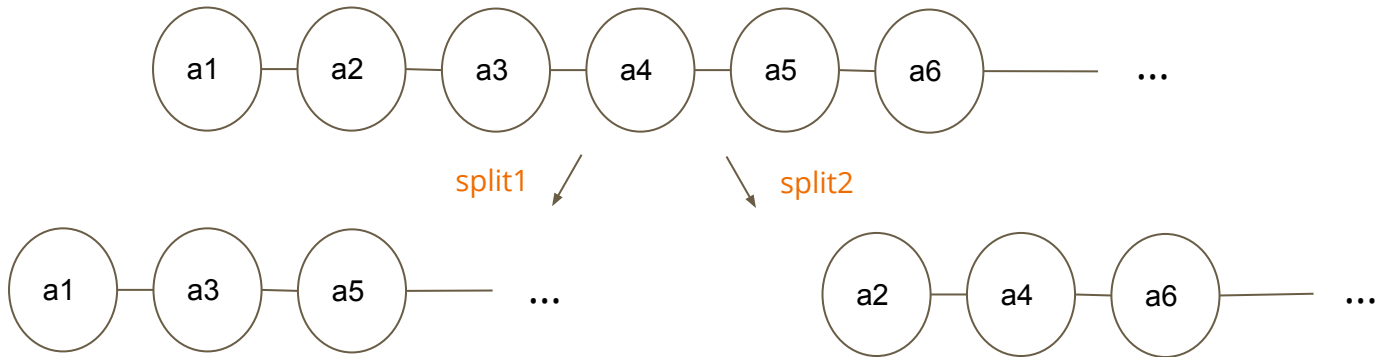 a1 a2 a3 a4 a5 a6 ...
split1 split2
a1 a3 a5 ... a2 a4 a6 ...